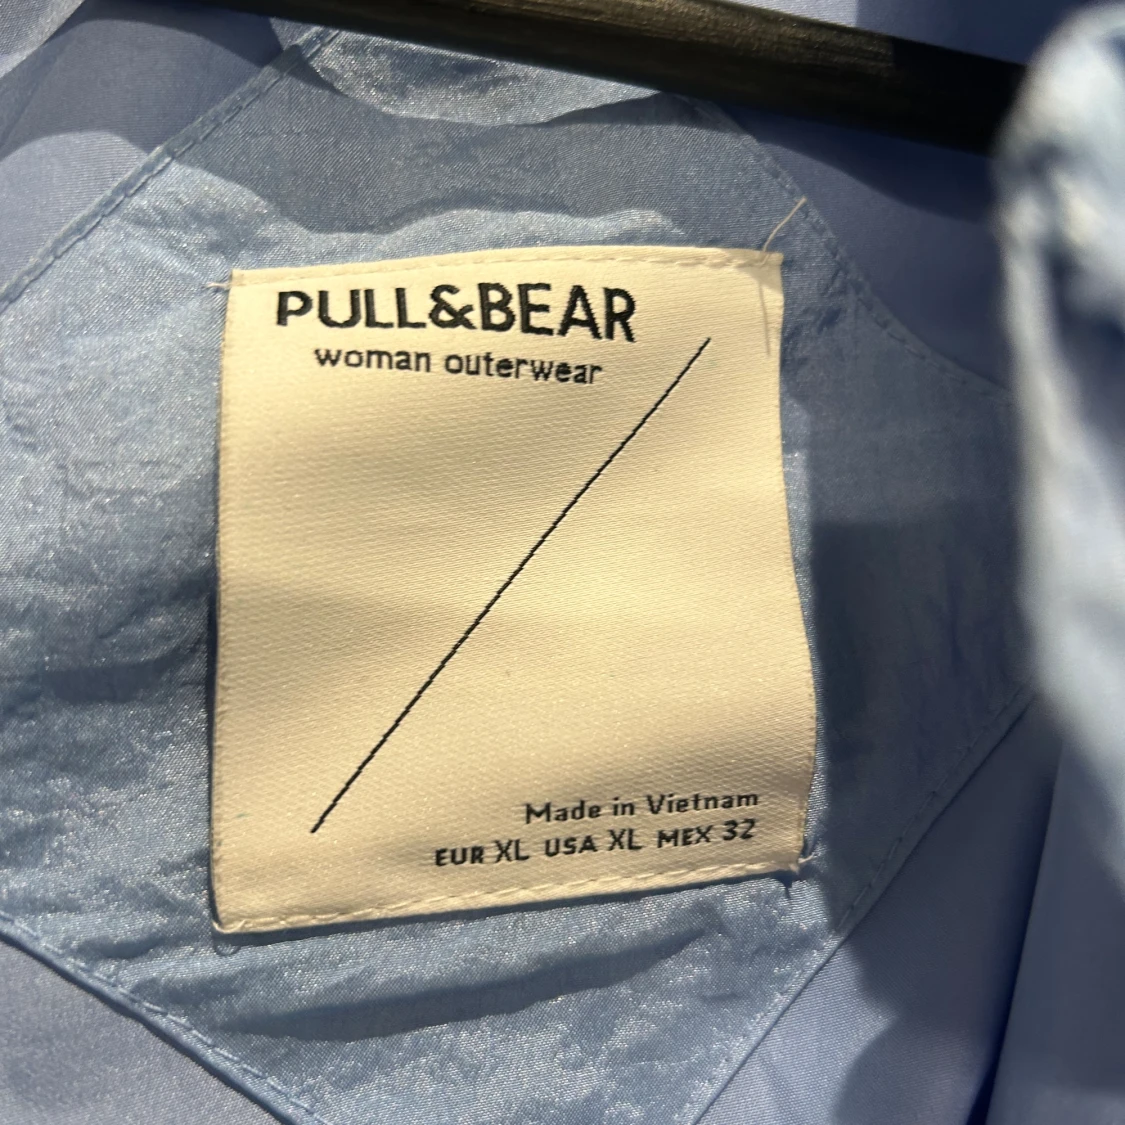 PULL&BEAR
woman outerwear
Made in Vietnam
EUR XL USA XL MEX 32